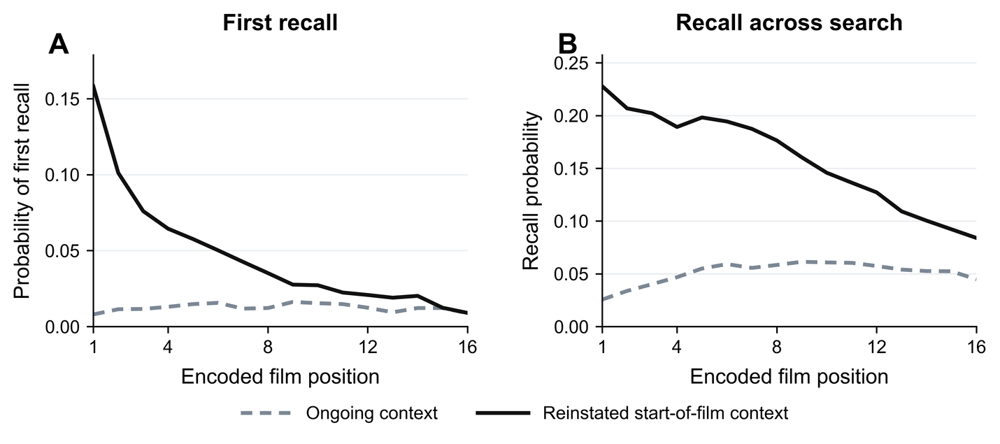 First recall
A
Probability of first recall
0.15
0.10
0.05
0.00
1 4 8 12 16
Encoded film position
Recall across search
B
Recall probability
0.25
0.20
0.15
0.10
0.05
0.00
1 4 8 12 16
Encoded film position
Ongoing context Reinstated start-of-film context